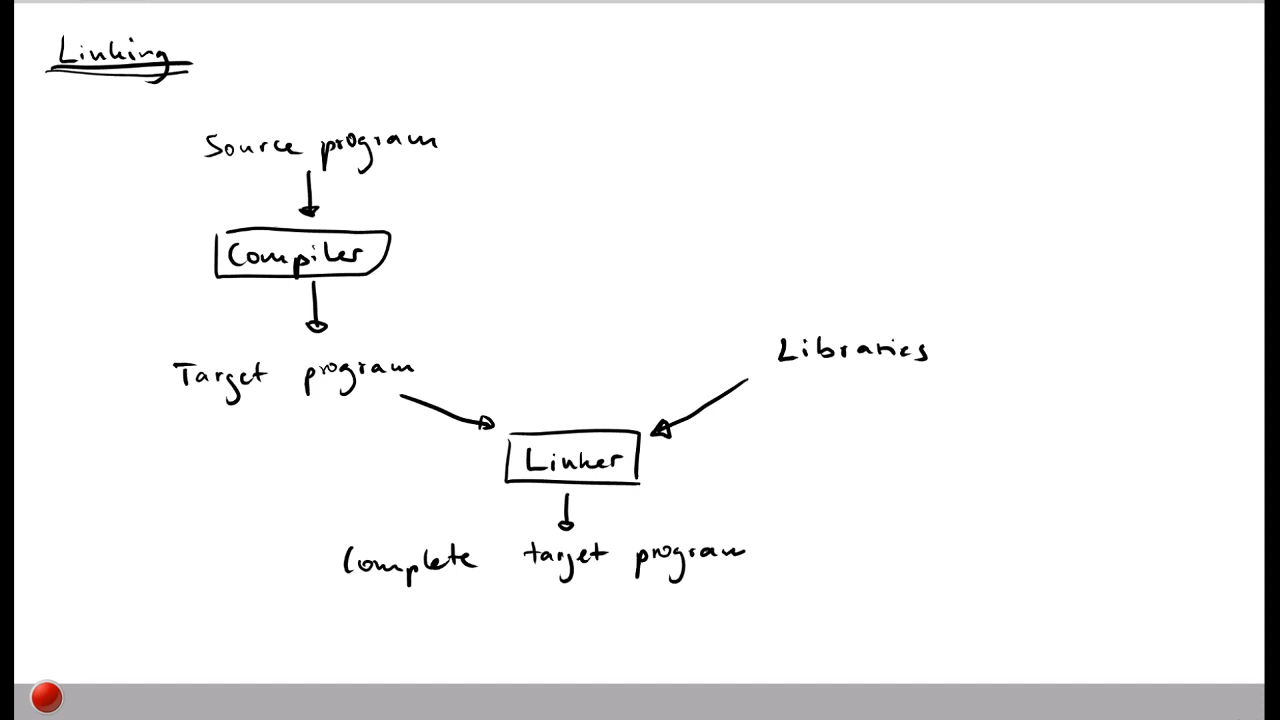 Linking
Source program
Compiler
Target program
Libraries
Linker
Complete target program